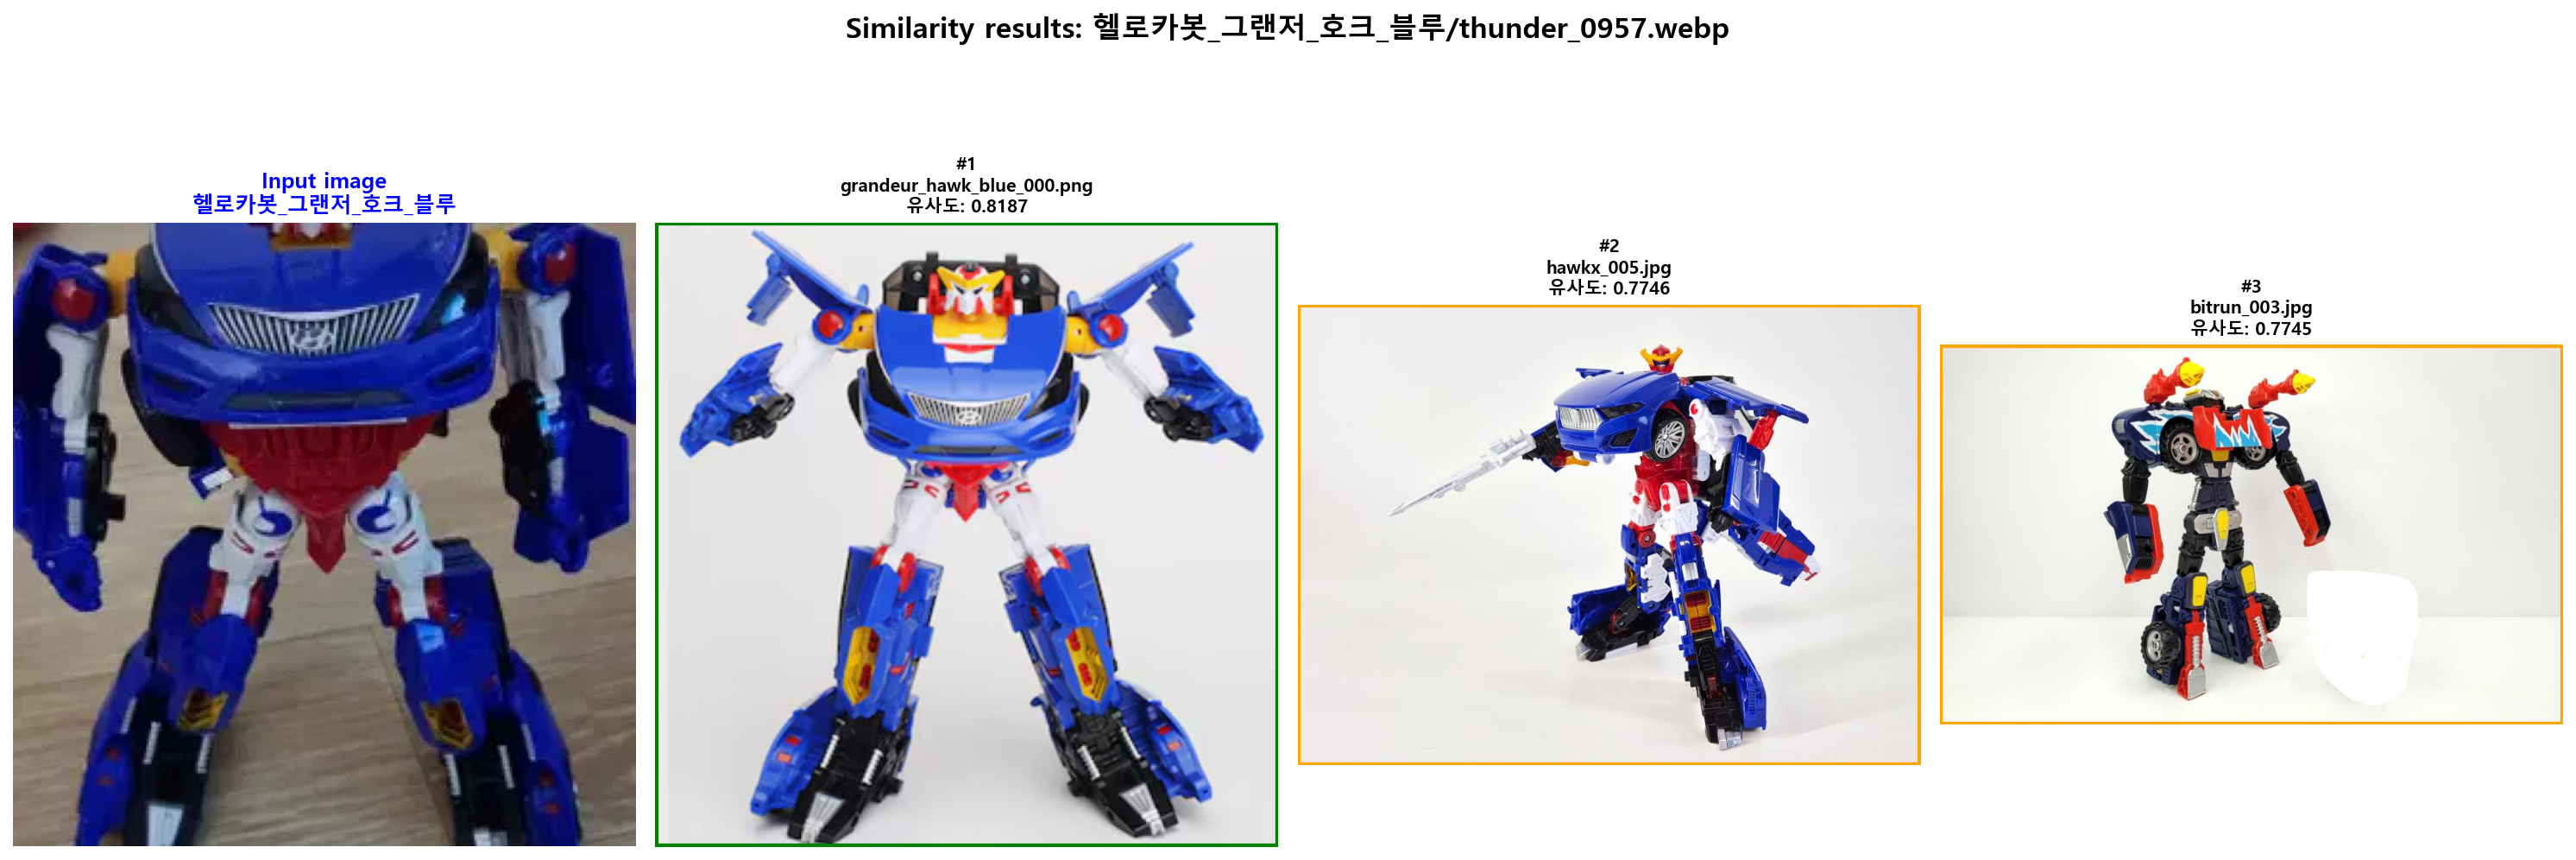 Similarity results: 헬로카봇_그랜저_호크_블루/thunder_0957.webp
Input image
헬로카봇_그랜저_호크_블루
#1
grandeur_hawk_blue_000.png
유사도: 0.8187
#2
hawkx_005.jpg
유사도: 0.7746
#3
bitrun_003.jpg
유사도: 0.7745